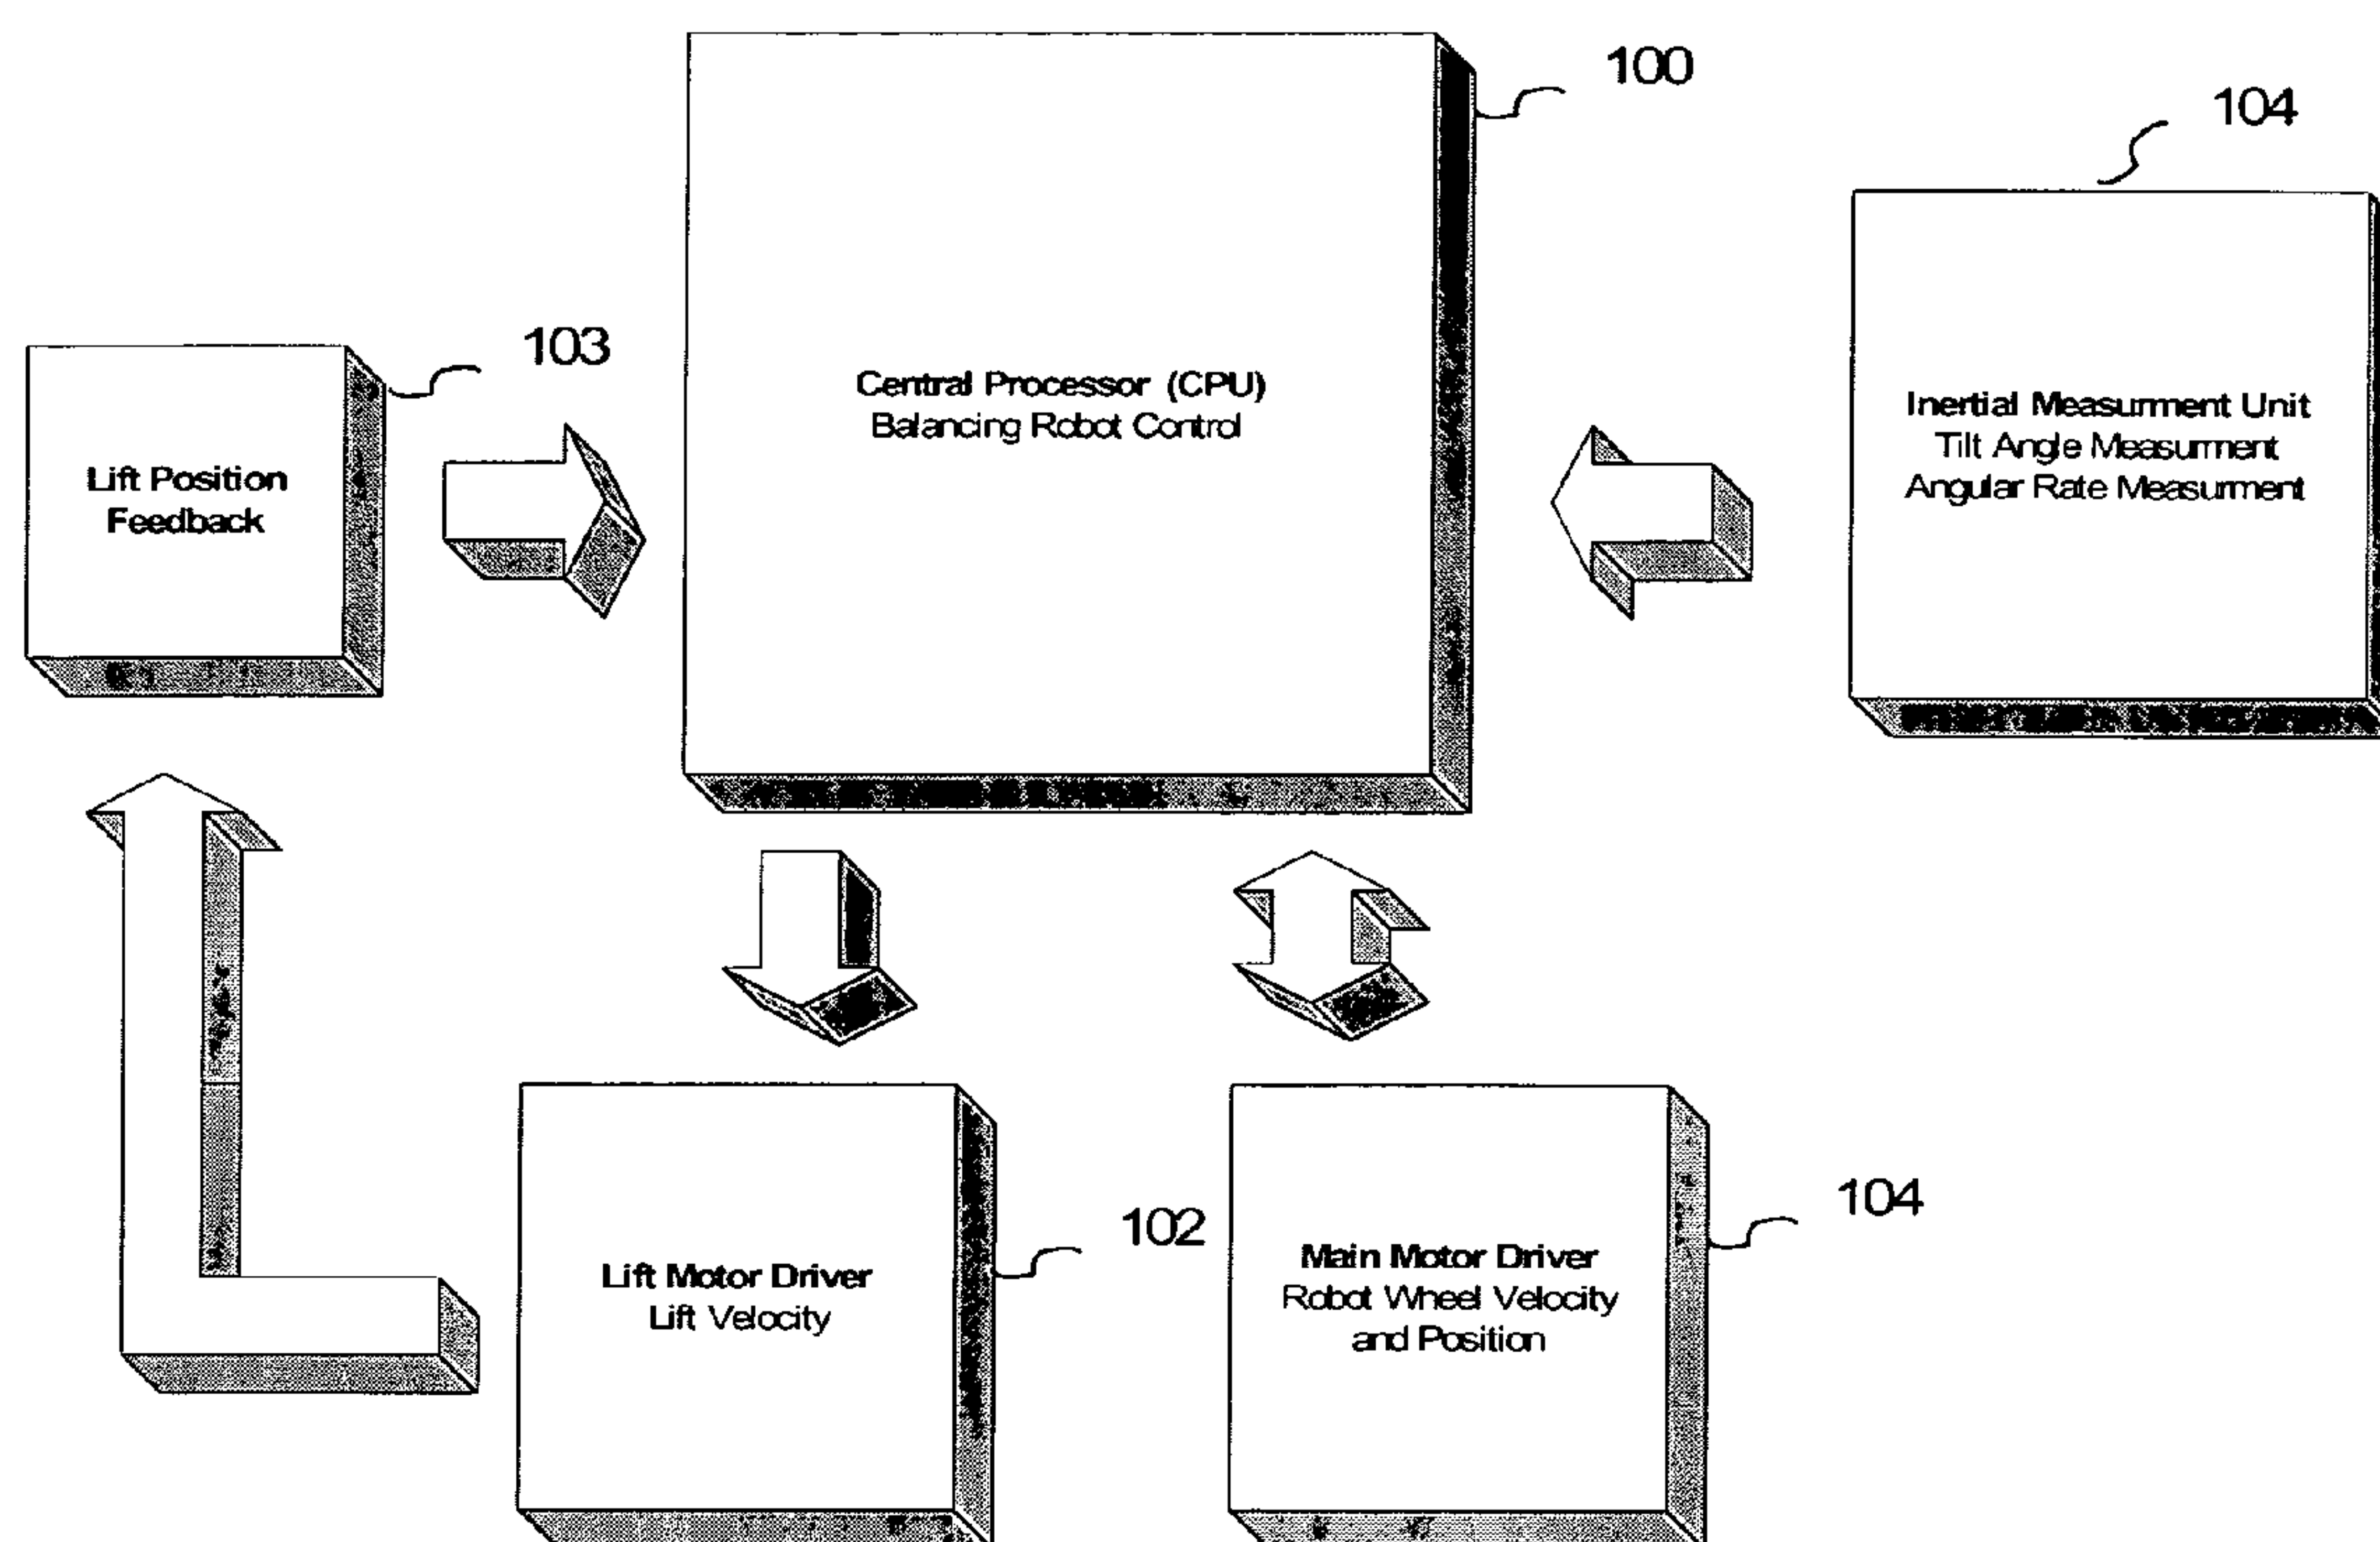 100
104
103
Central Processor (CPU)
Balancing Robot Control
Inertial Measurment Unit
Tilt Angle Measurment
Angular Rate Measurment
Lift Position
Feedback
102
104
Lift Motor Driver
Lift Velocity
Main Motor Driver
Robot Wheel Velocity
and Position